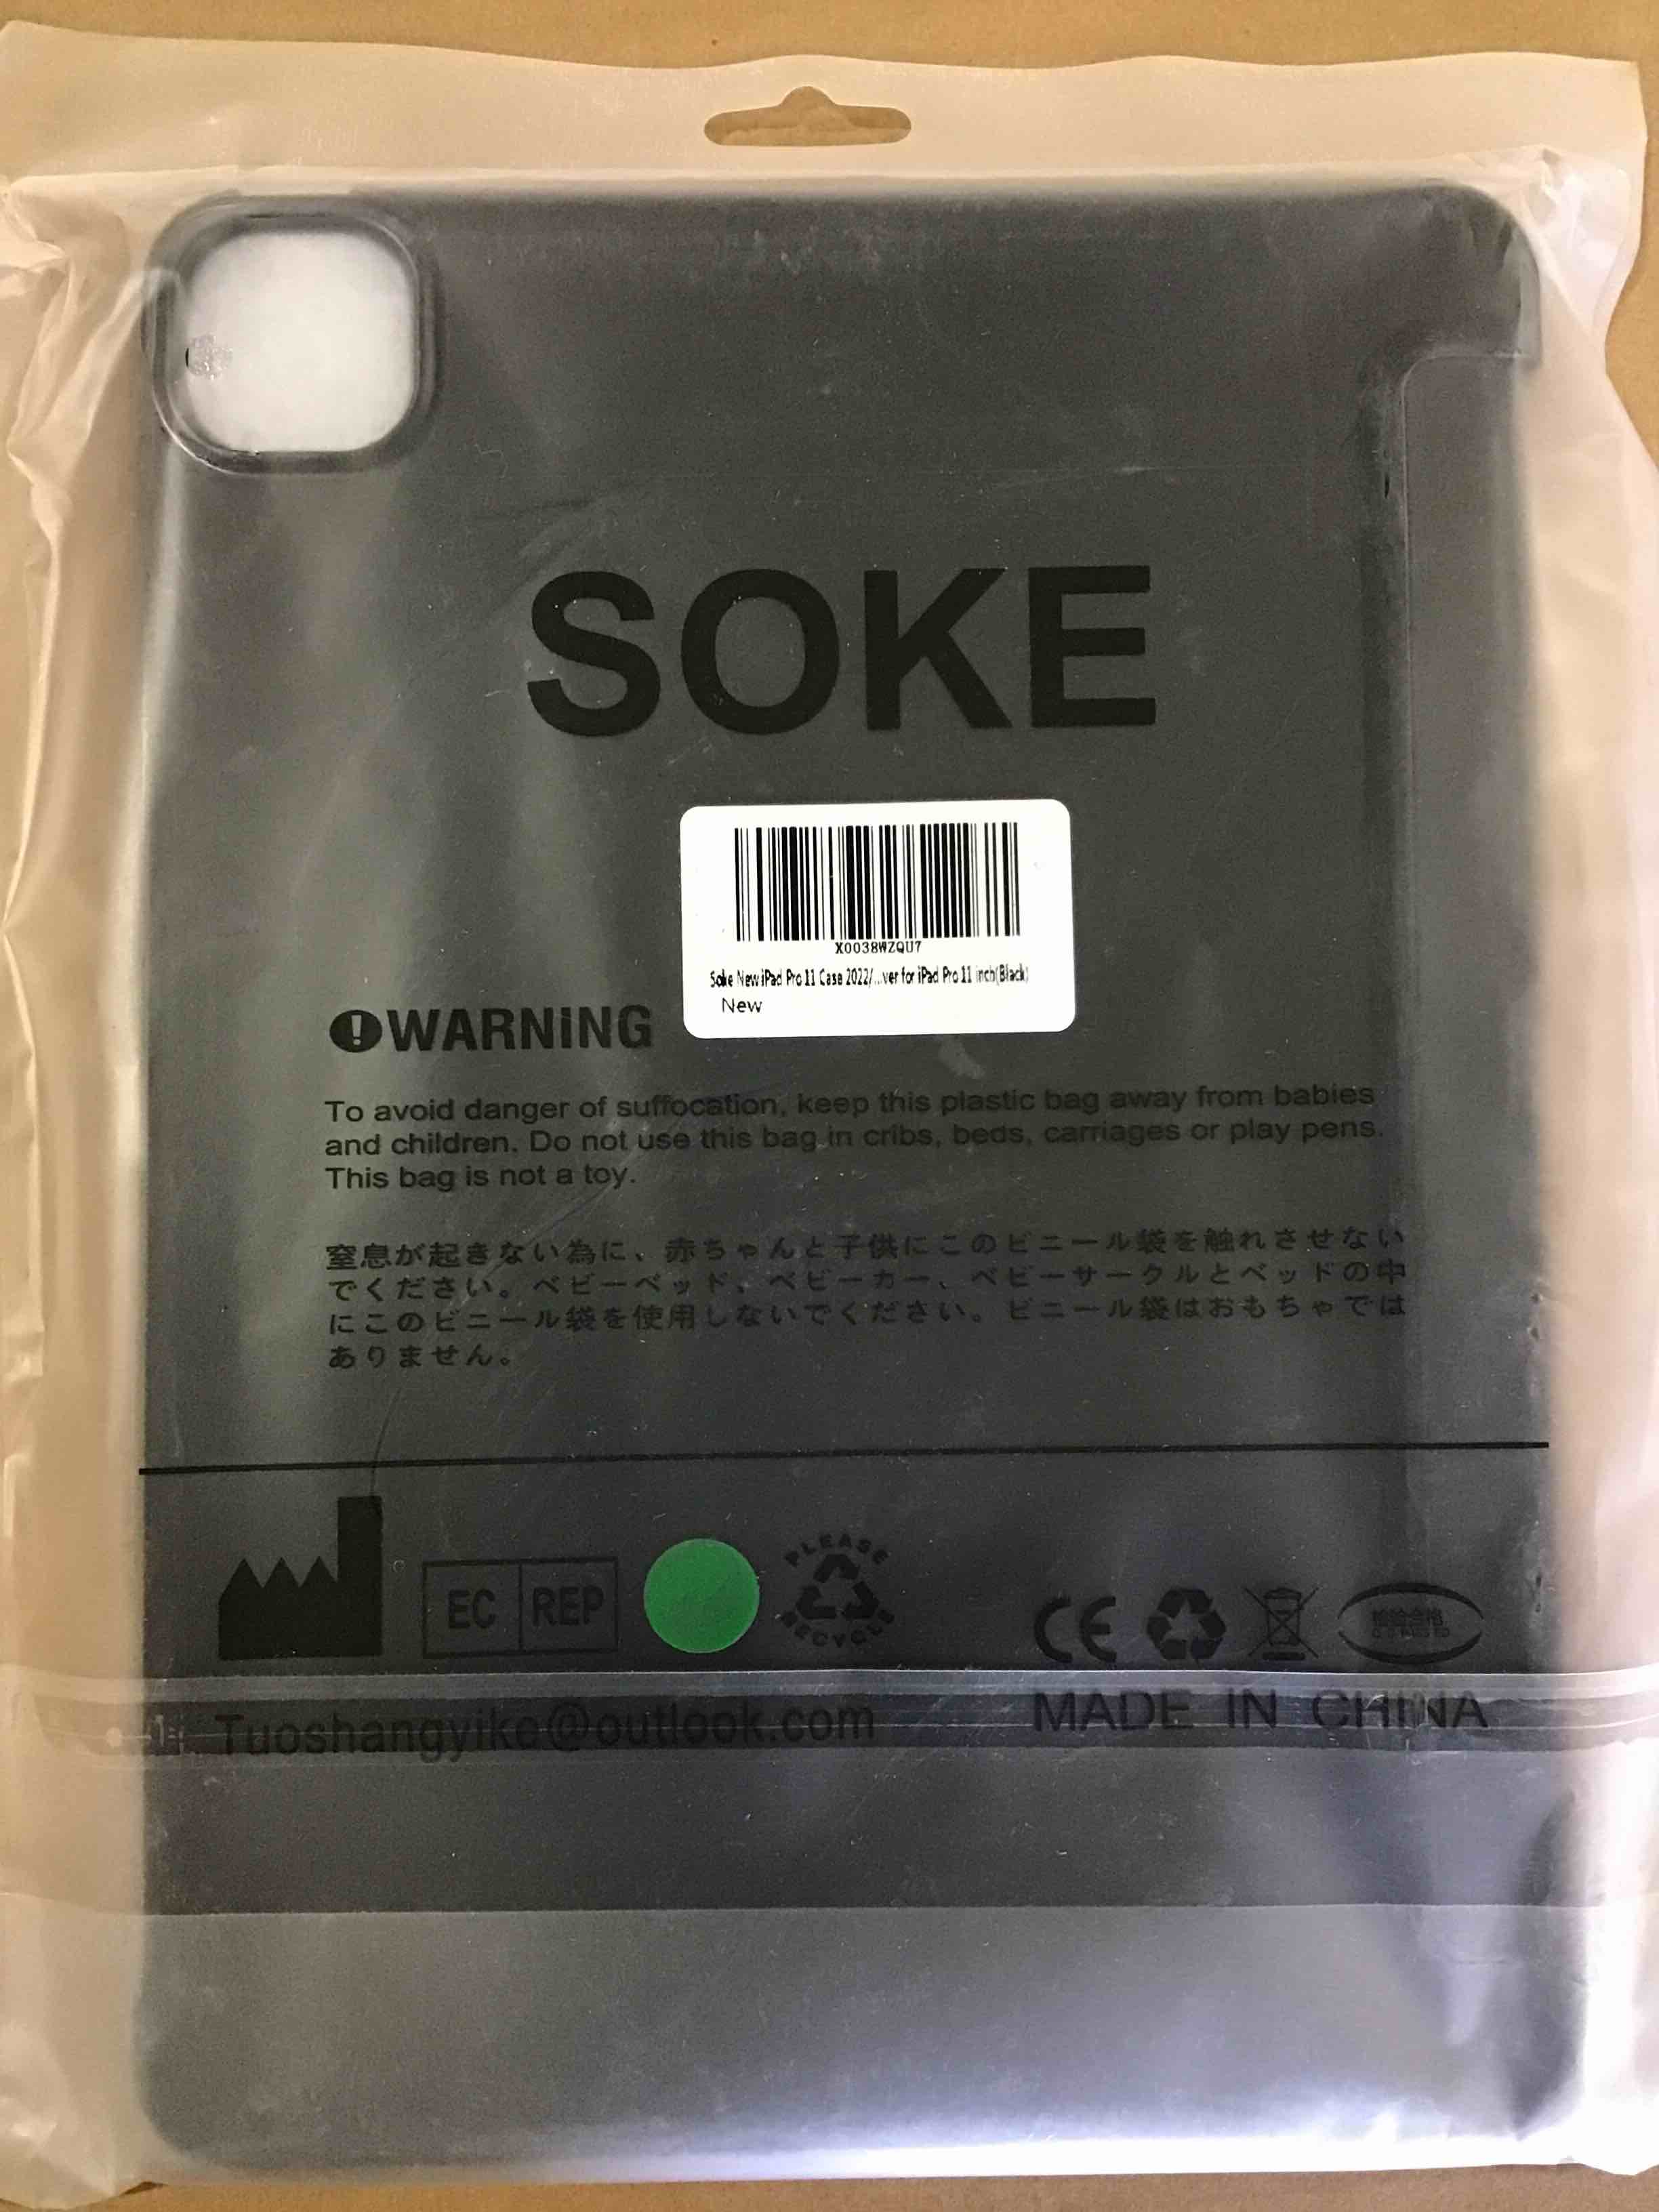 SOKE
X0038WZQU7
Soke New iPad Pro 11 Case 2022/...ver for iPad Pro 11 inch(Black)
New
WARNiNG
To avoid danger of suffocation, keep this plastic bag away from babies
and children. Do not use this bag in cribs, beds, carriages or play pens.
This bag is not a toy.
窒息が起きない為に、赤ちゃんと子供にこのビニール袋を触れさせない
でください。ベビーベッド、ベビーカー、ベビーサークルとベッドの中
にこのビニール袋を使用しないでください。ビニール袋はおもちゃでは
ありません。
EC REP
PLEASE
RECYCLE
CE
Tuoshangyike@outlook.com
MADE IN CHINA